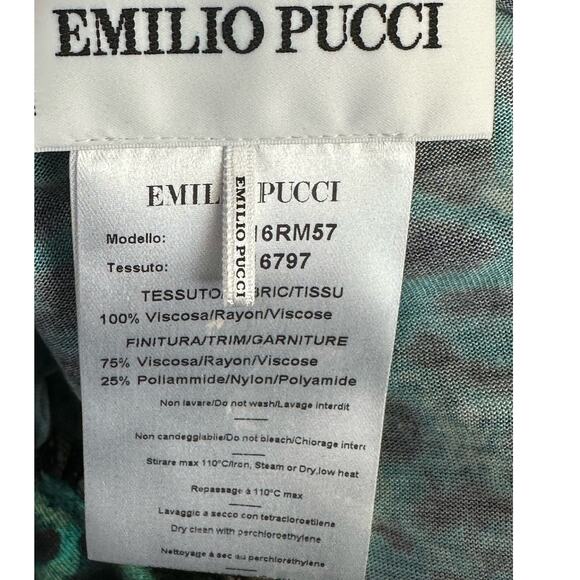 EMILIO PUCCI
EMIL PUCCI
EMILIO PUCCI
Modello: 16RM57
Tessuto: 6797
TESSUTO BRIC/TISSU
100% Viscosa/Rayon/Viscose
FINITURA/TRIM/GARNITURE
75% Viscosa/Rayon/Viscose
25% Poliammide/Nylon/Polyamide
Non lavare/Do not wash/Lavage interdit
Non candeggiabile/Do not bleach/Chlorage inter
Stirare max 110°C/Iron, Steam or Dry,low heat
Repassage à 110°C max
Lavaggio a secco con tetracloroetilene
Dry clean with perchloroethylene
Nettoyage à sec au perchloréthylène